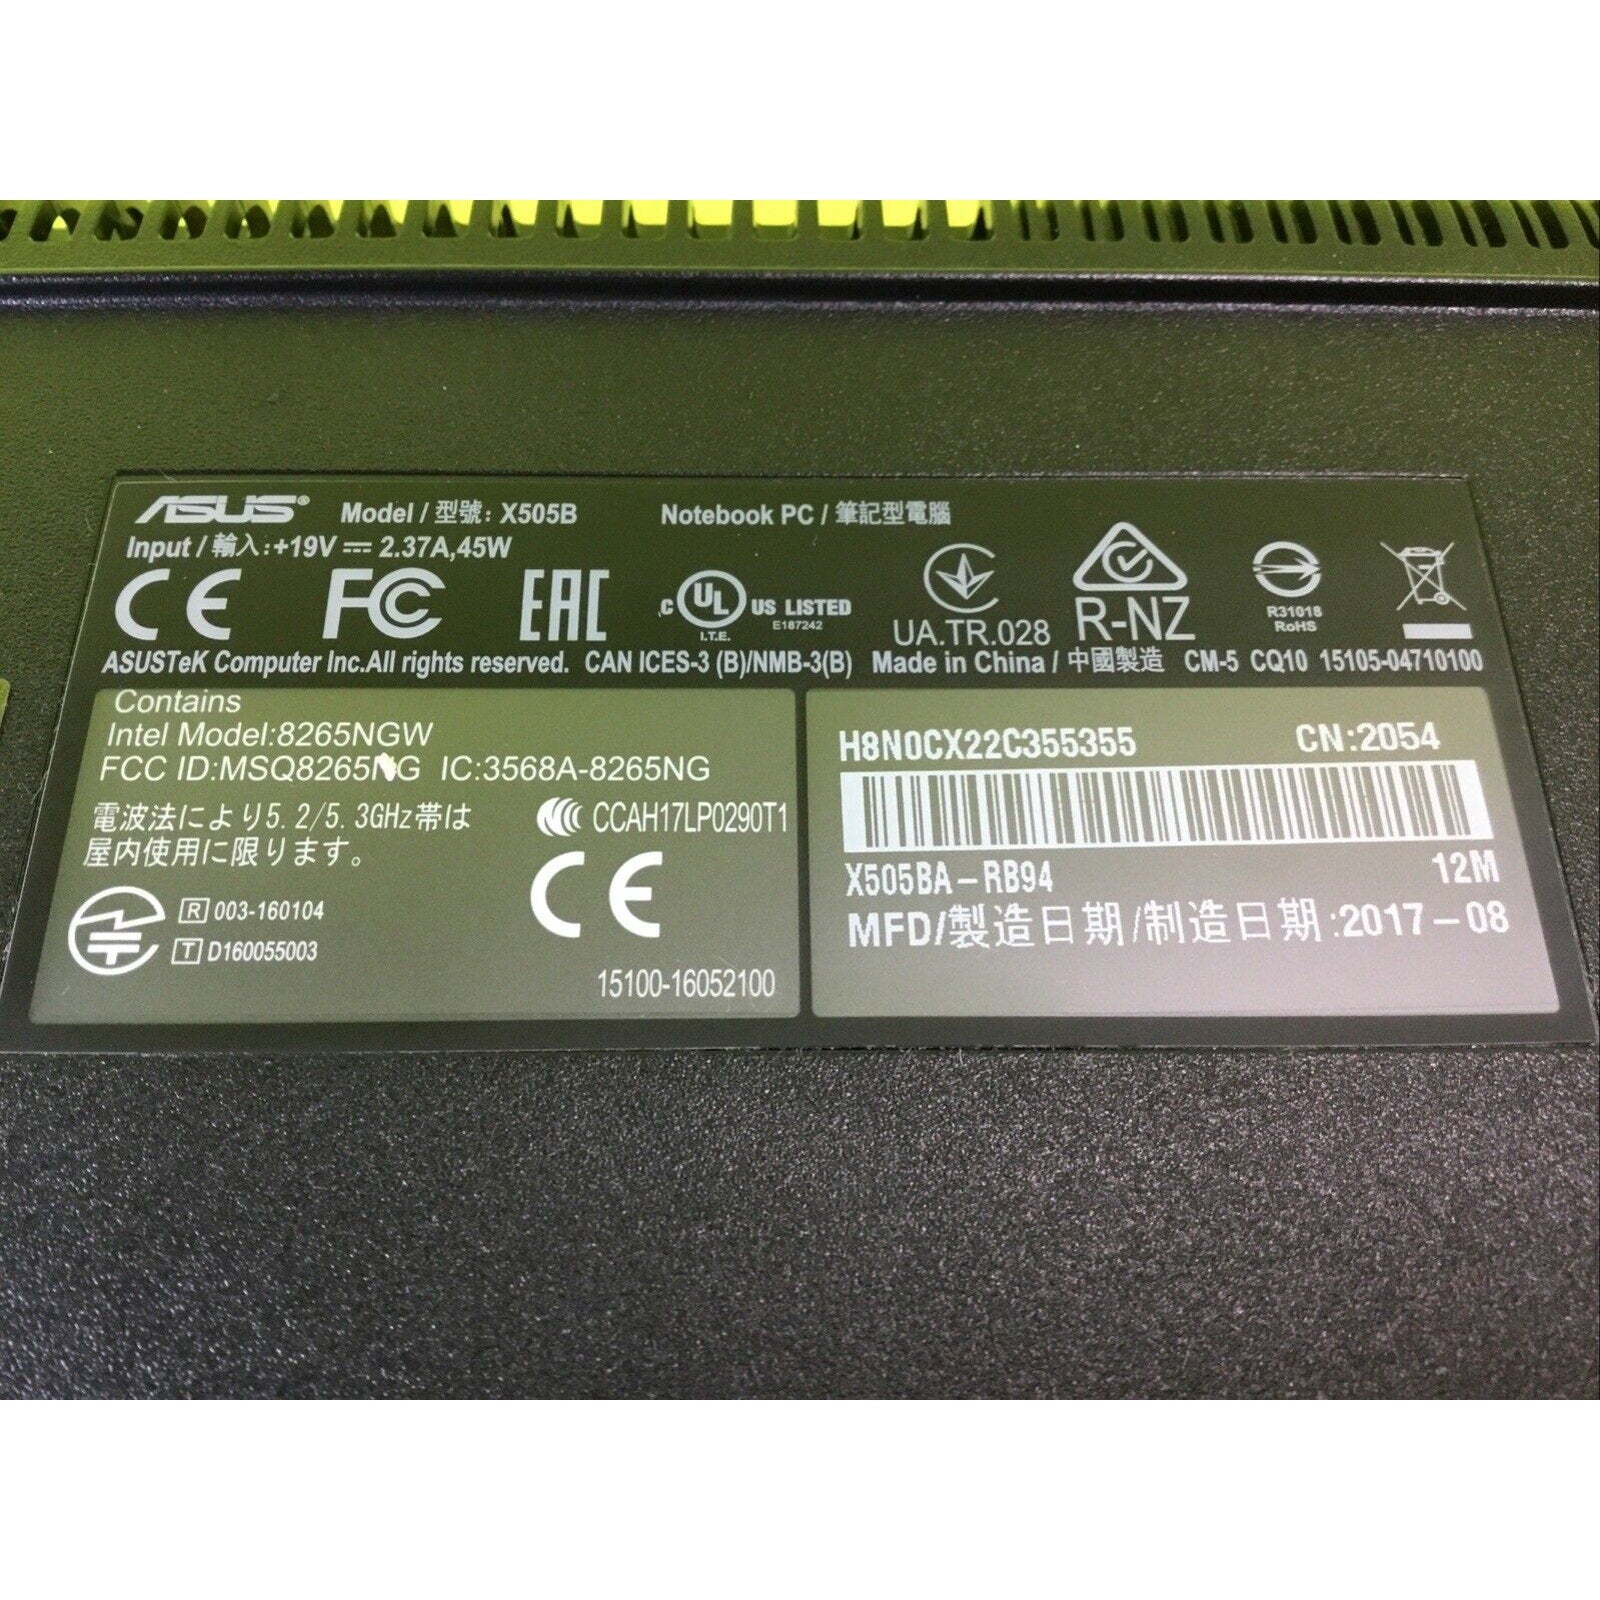 ASUS® Model / 型號: X505B Notebook PC / 筆記型電腦
Input / 輸入:+19V ⎓ 2.37A,45W
CE FC EAC c UL US LISTED
I.T.E. E187242
UA.TR.028 R-NZ R31018
RoHS
ASUSTeK Computer Inc.All rights reserved. CAN ICES-3 (B)/NMB-3(B) Made in China / 中國製造 CM-5 CQ10 15105-04710100
Contains
Intel Model:8265NGW
FCC ID:MSQ8265NG IC:3568A-8265NG
電波法により5.2/5.3GHz帯は
屋内使用に限ります。
CCAH17LP0290T1
CE
R 003-160104
T D160055003
15100-16052100
H8N0CX22C355355 CN:2054
X505BA-RB94 12M
MFD/製造日期/制造日期:2017-08